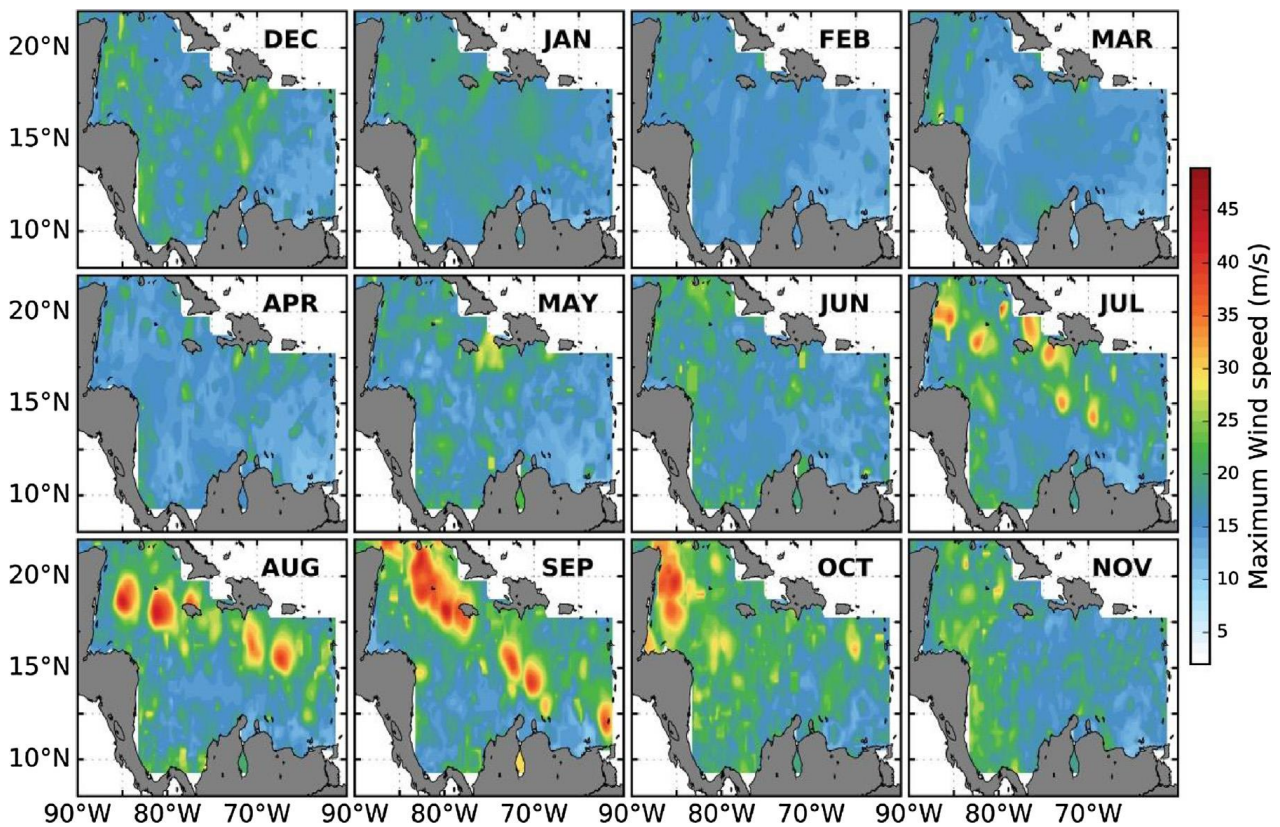 DEC
JAN
FEB
MAR
20°N
15°N
10°N
APR
MAY
JUN
JUL
20°N
15°N
10°N
AUG
SEP
OCT
NOV
20°N
15°N
10°N
90°W 80°W 70°W 90°W 80°W 70°W 90°W 80°W 70°W 90°W 80°W 70°W
45
40
35
30
25
20
15
10
5
Maximum Wind speed (m/s)